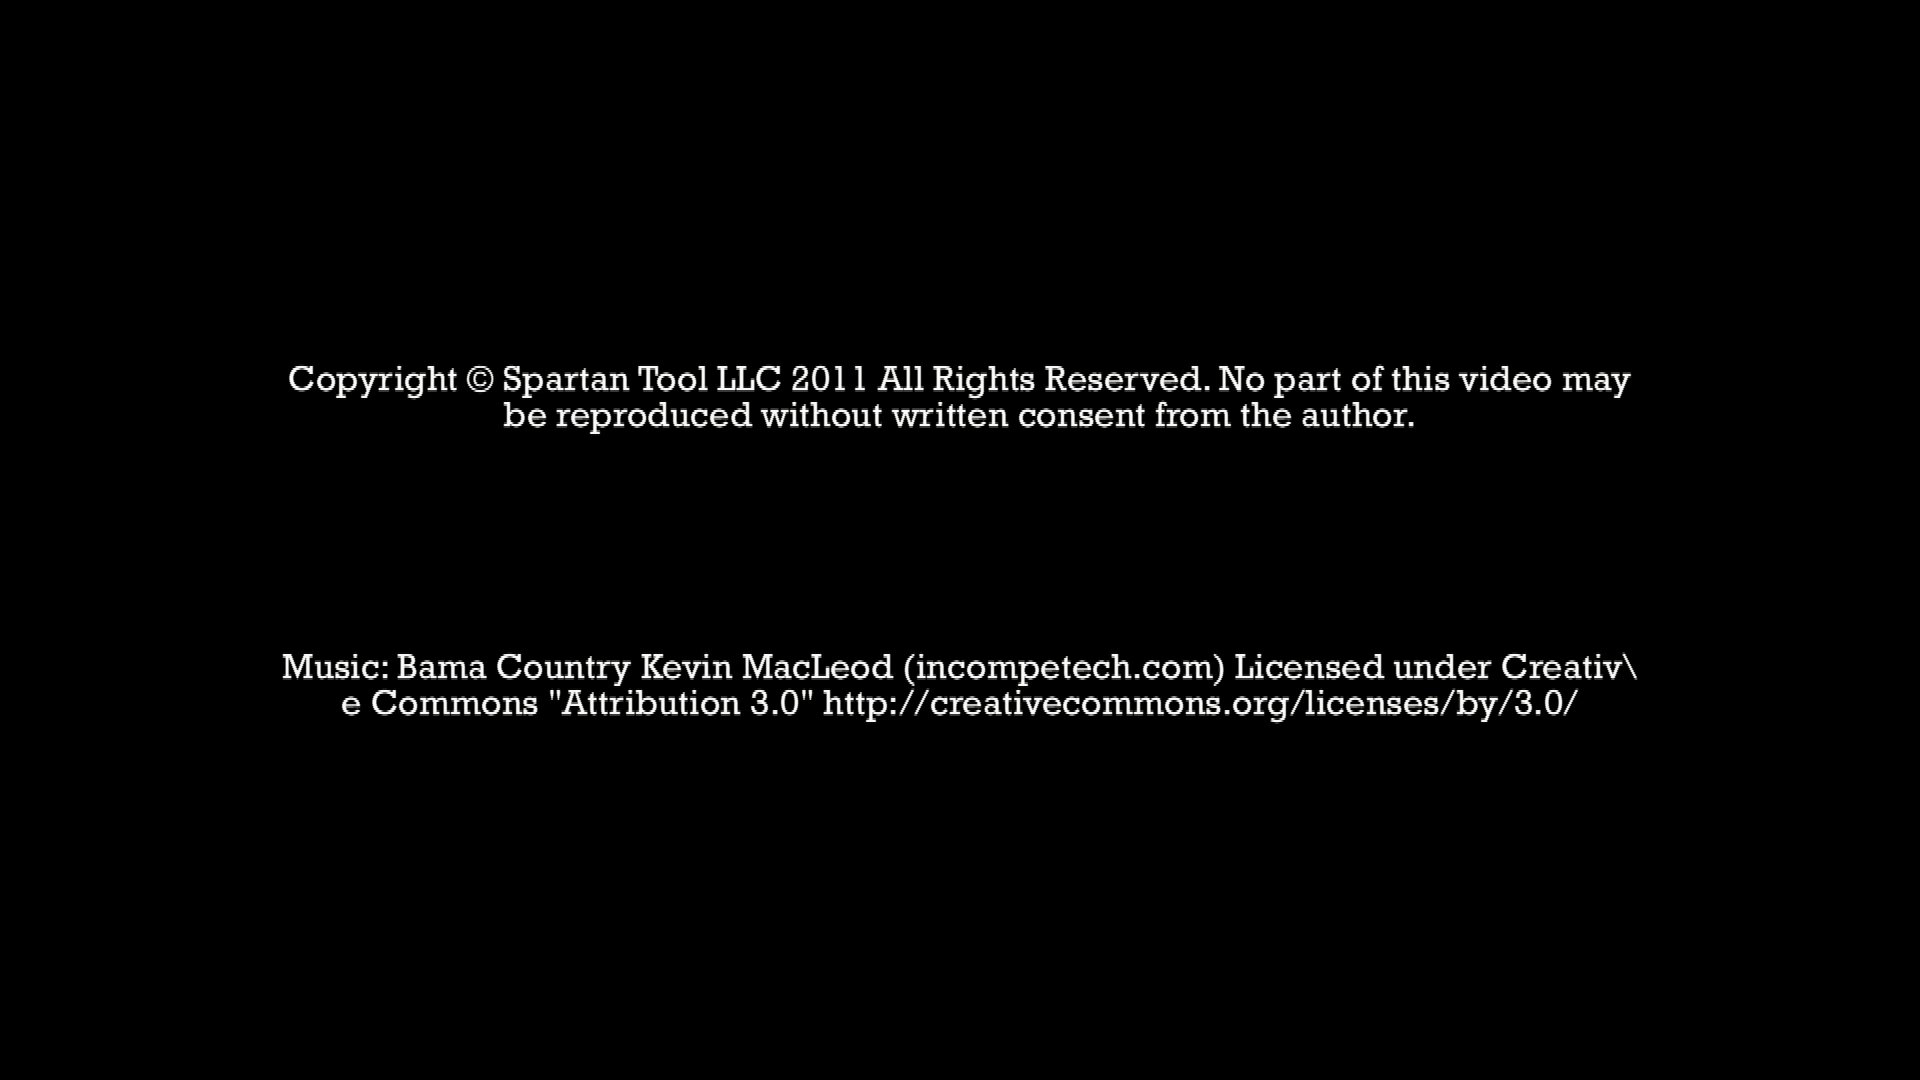 Copyright © Spartan Tool LLC 2011 All Rights Reserved. No part of this video may
be reproduced without written consent from the author.
Music: Bama Country Kevin MacLeod (incompetech.com) Licensed under Creativ\
e Commons "Attribution 3.0" http://creativecommons.org/licenses/by/3.0/